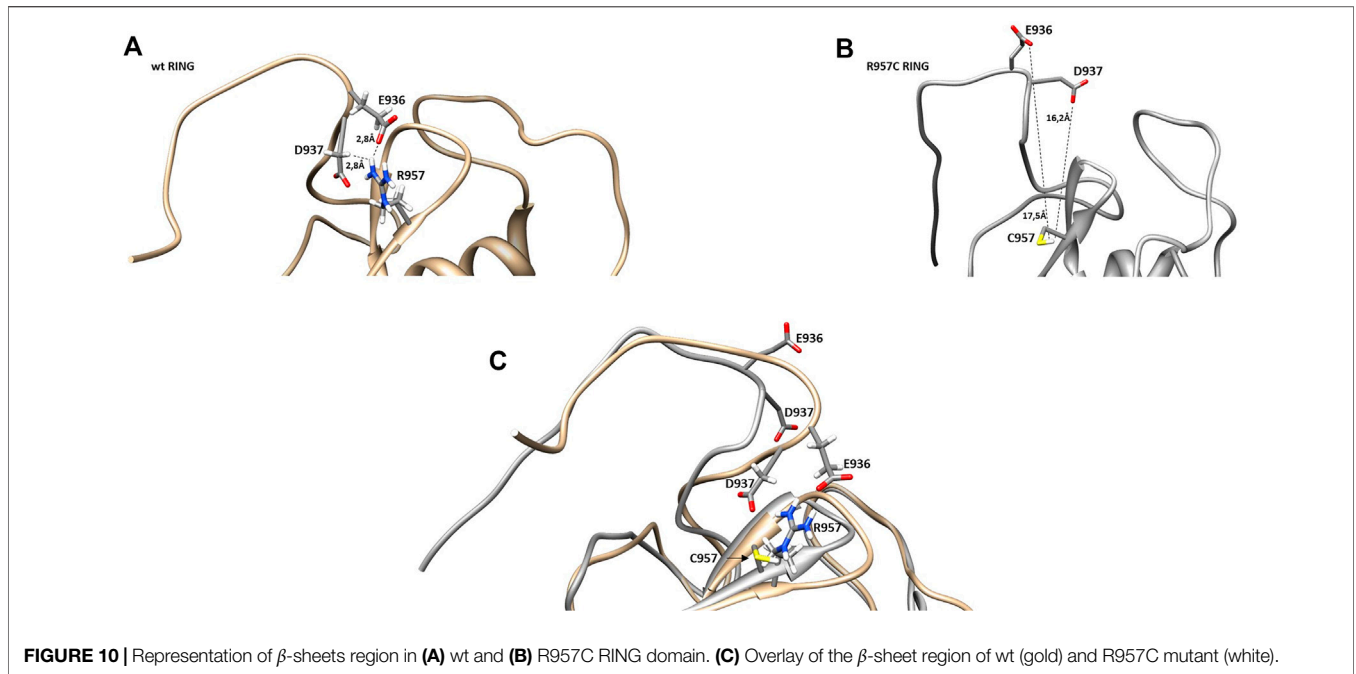 A
wt RING
E936
2,8Å
D937
2,8Å
R957
B
R957C RING
E936
D937
16,2Å
17,5Å
C957
C
E936
D937
E936
D937
R957
C957
FIGURE 10 | Representation of β-sheets region in (A) wt and (B) R957C RING domain. (C) Overlay of the β-sheet region of wt (gold) and R957C mutant (white).